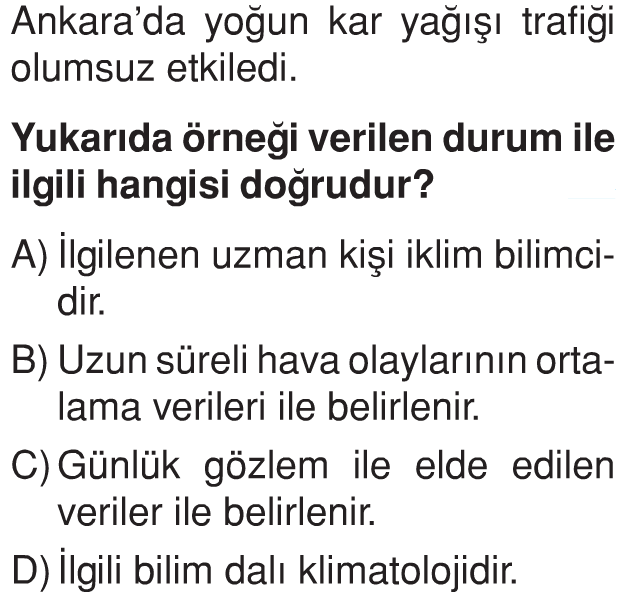 Ankara'da yoğun kar yağışı trafiği
olumsuz etkiledi.
Yukarıda örneği verilen durum ile
ilgili hangisi doğrudur?
A) İlgilenen uzman kişi iklim bilimci-
dir.
B) Uzun süreli hava olaylarının orta-
lama verileri ile belirlenir.
C) Günlük gözlem ile elde edilen
veriler ile belirlenir.
D) İlgili bilim dalı klimatolojidir.